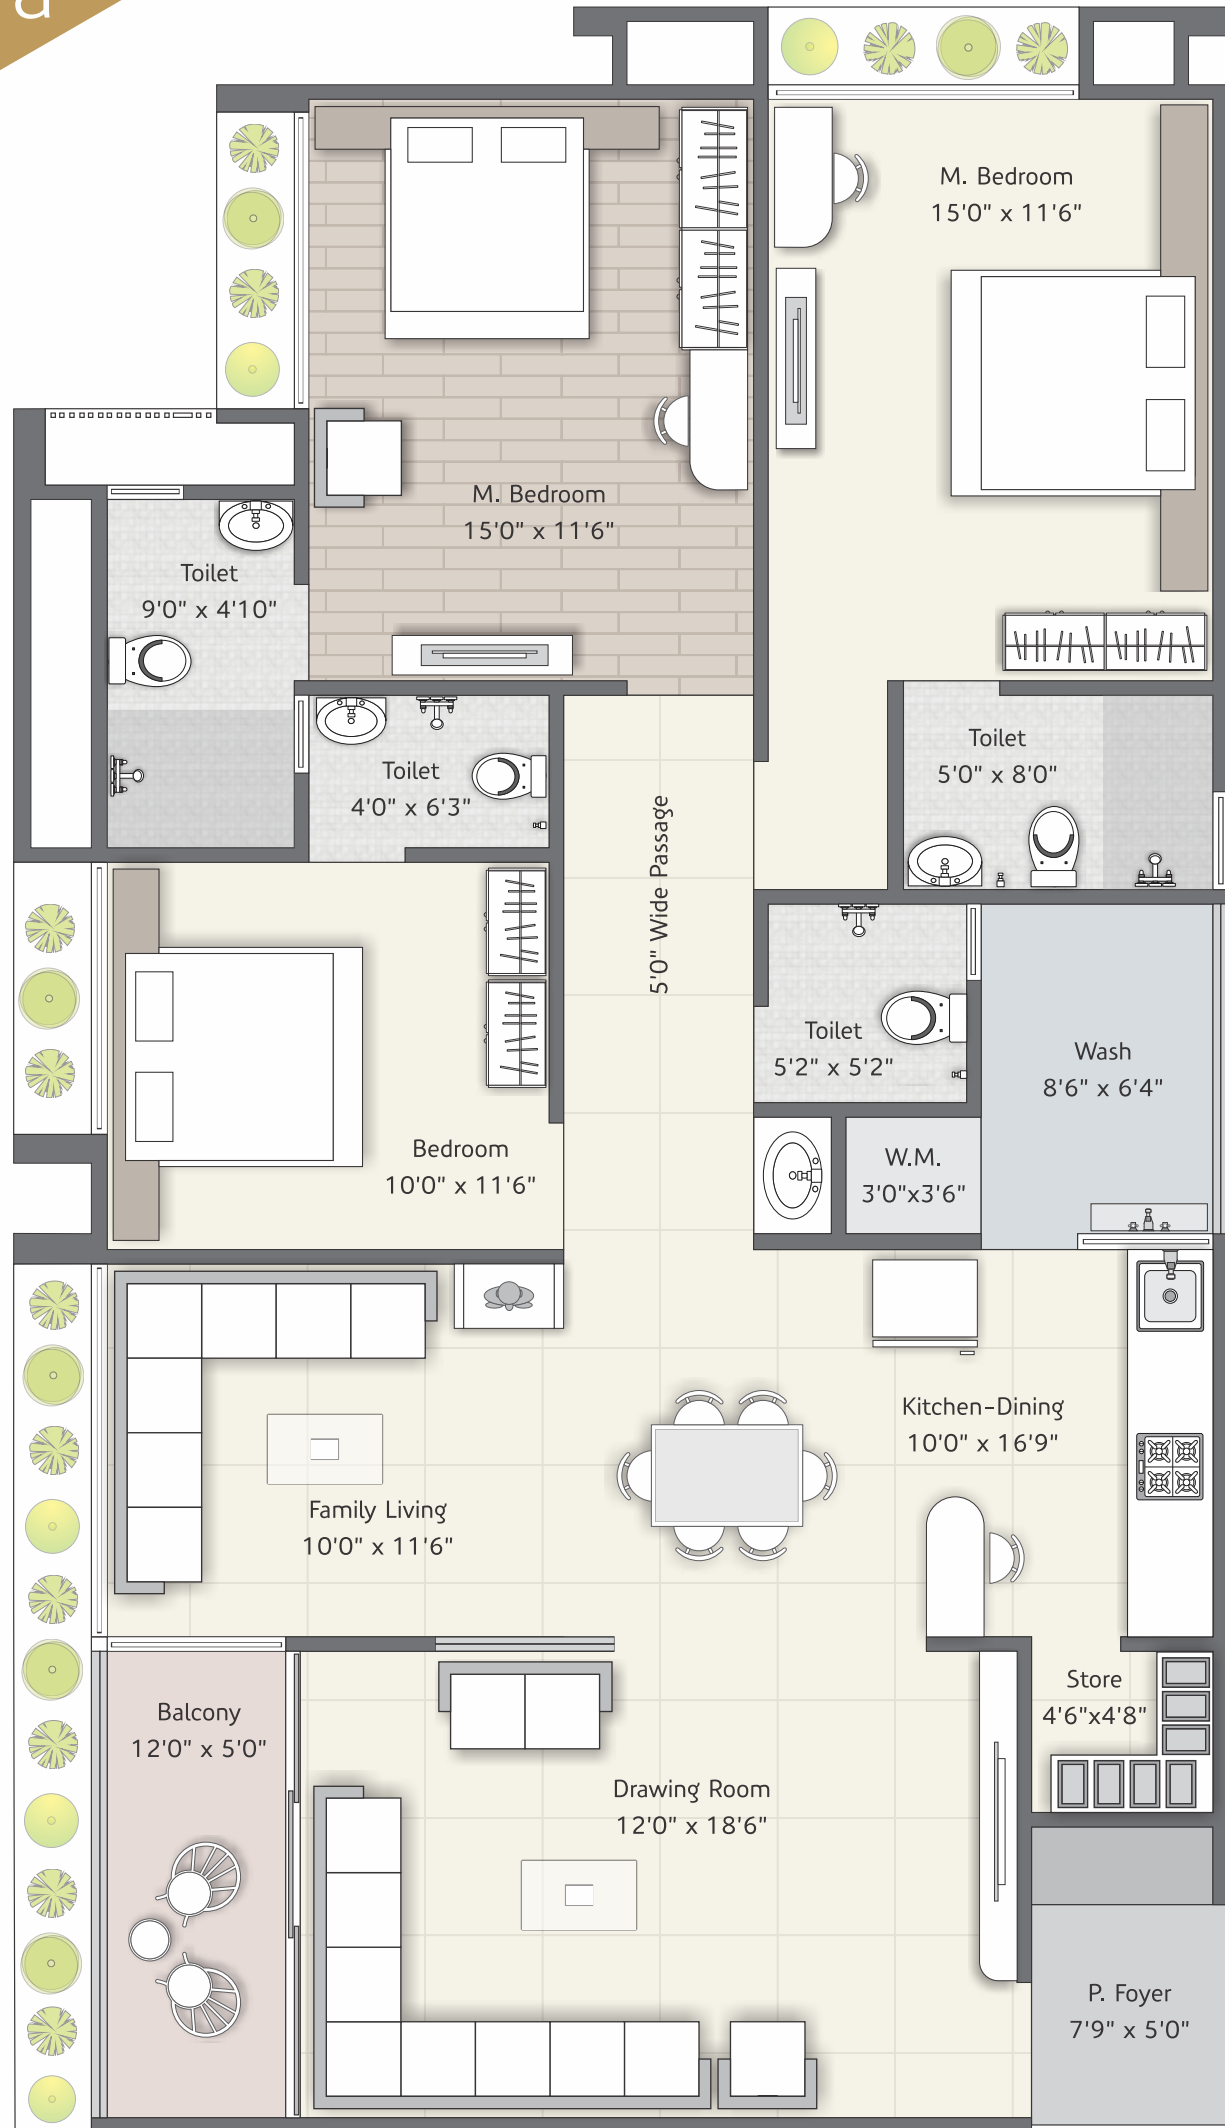 a
M. Bedroom
15'0" x 11'6"
M. Bedroom
15'0" x 11'6"
Toilet
9'0" x 4'10"
Toilet
4'0" x 6'3"
Toilet
5'0" x 8'0"
5'0" Wide Passage
Toilet
5'2" x 5'2"
Wash
8'6" x 6'4"
Bedroom
10'0" x 11'6"
W.M.
3'0"x3'6"
Kitchen-Dining
10'0" x 16'9"
Family Living
10'0" x 11'6"
Store
4'6"x4'8"
Balcony
12'0" x 5'0"
Drawing Room
12'0" x 18'6"
P. Foyer
7'9" x 5'0"